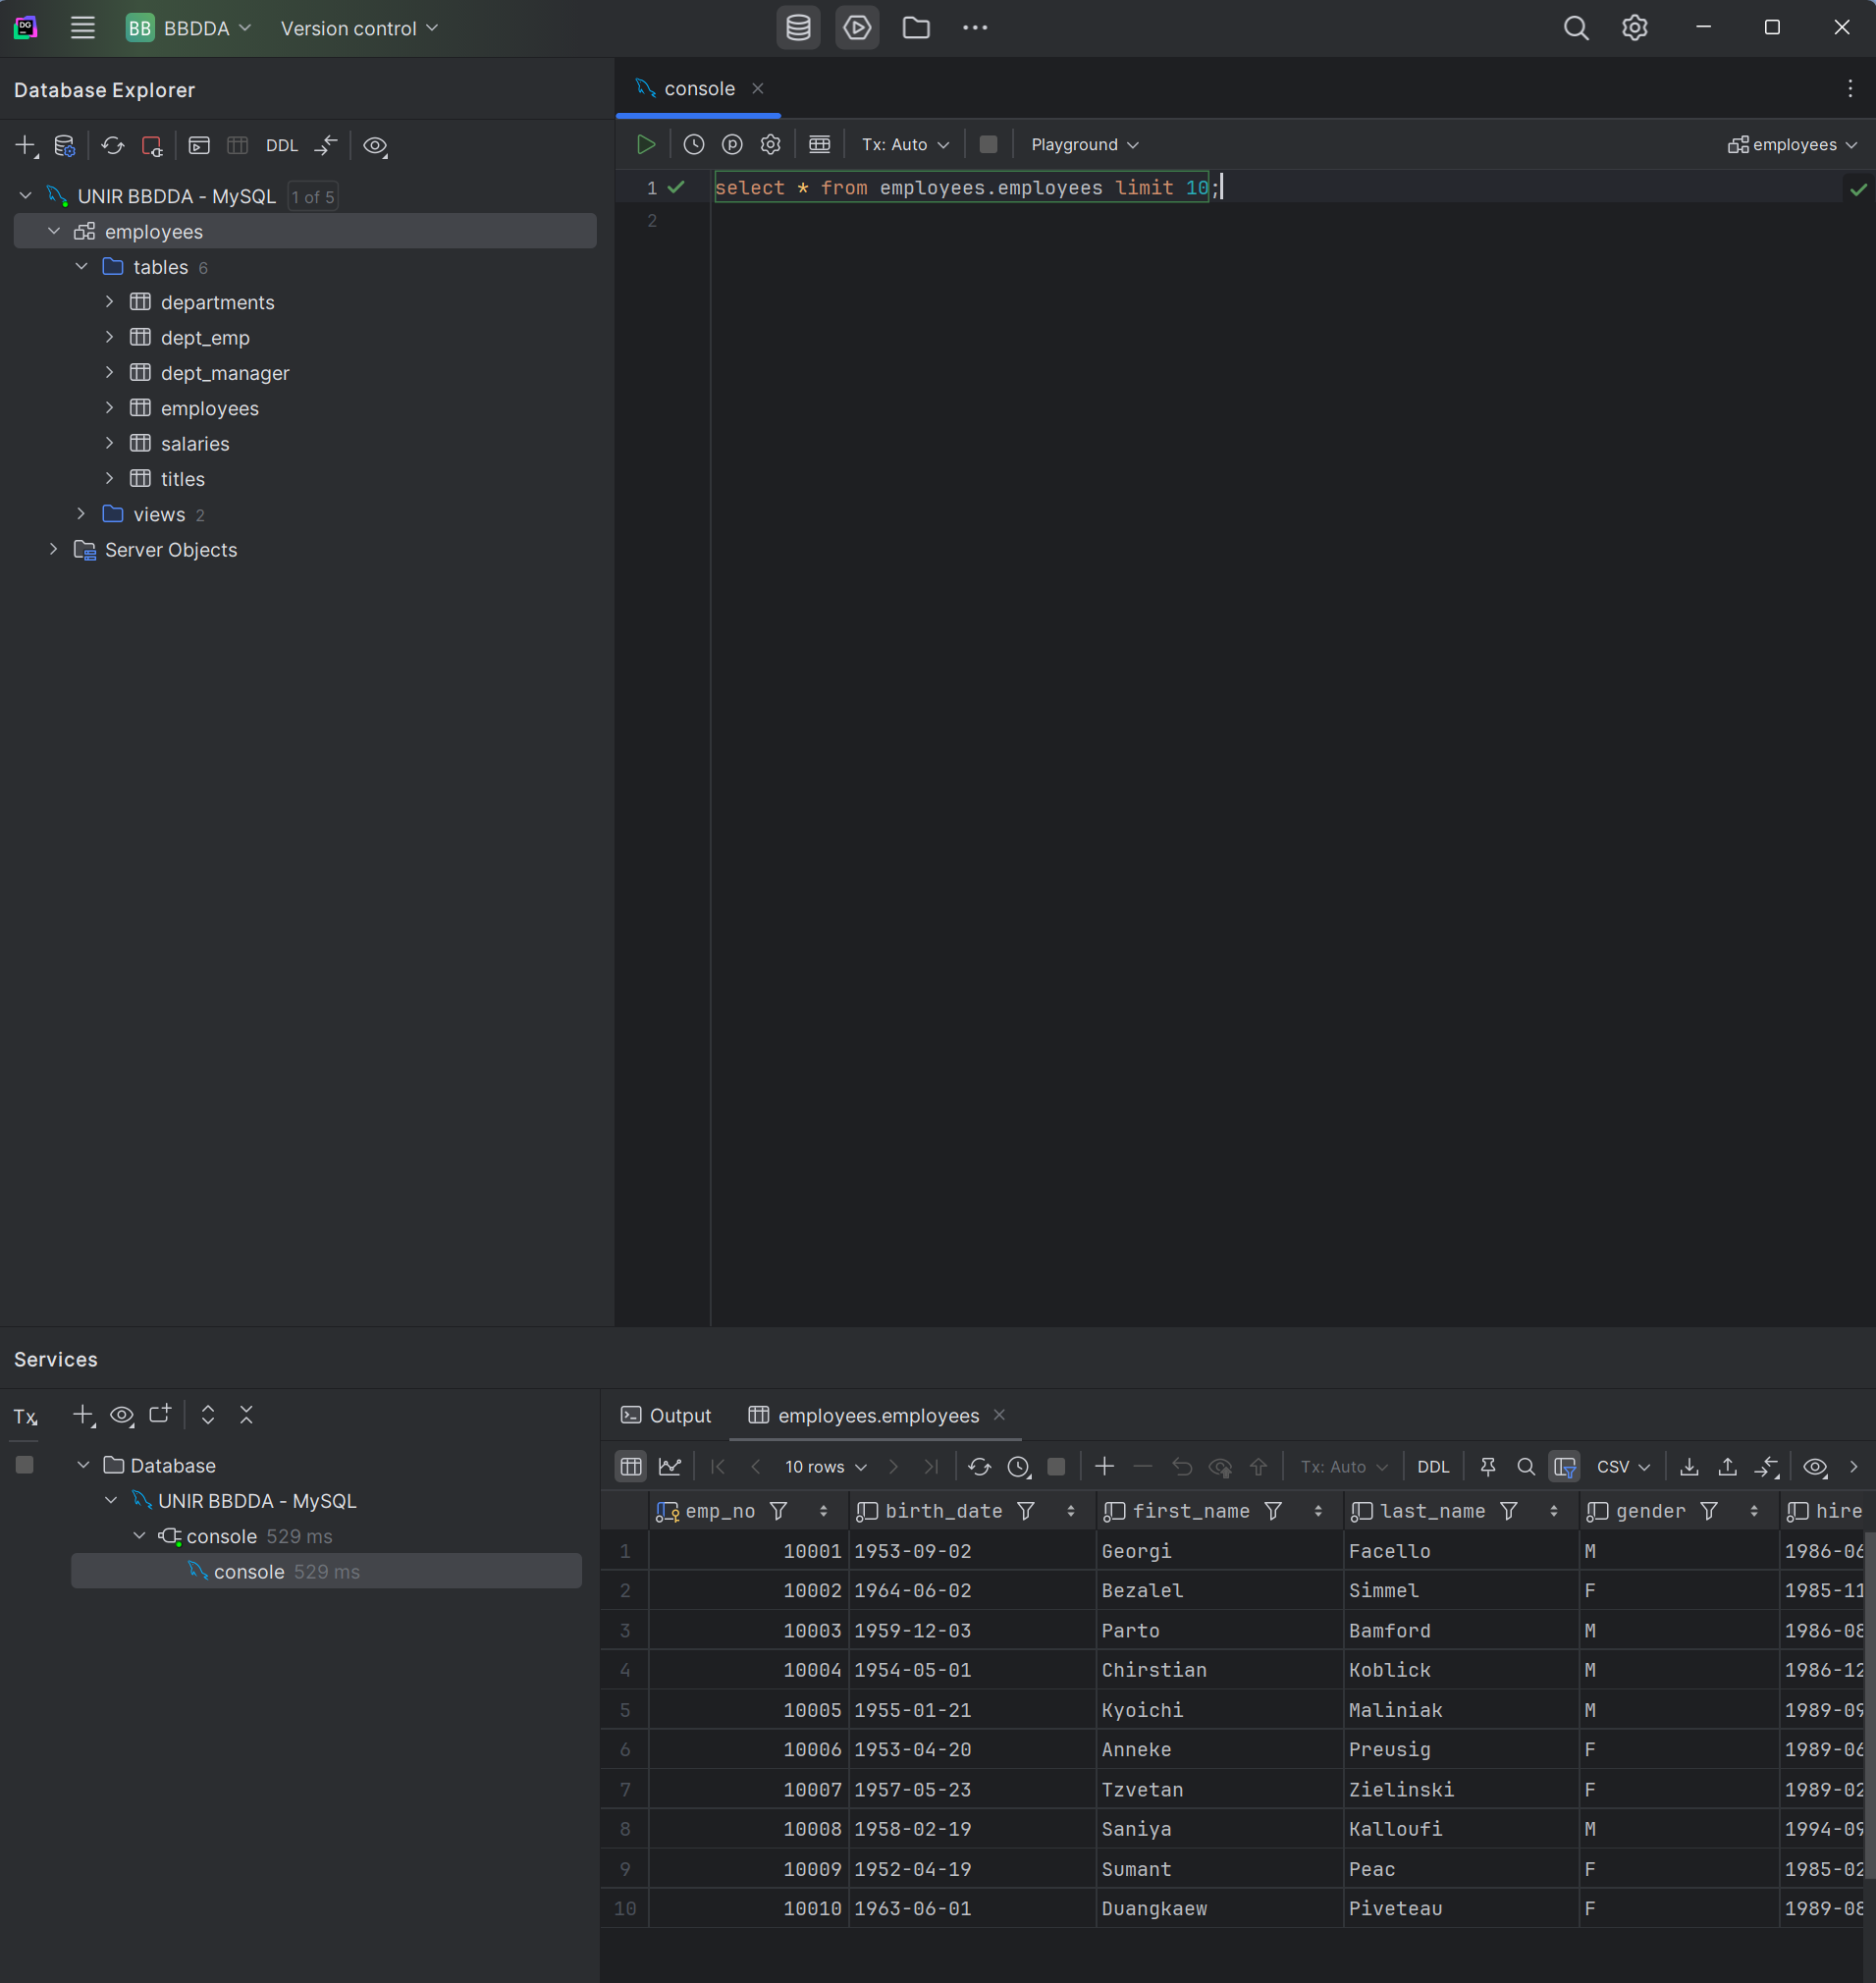 DG
BB BBDDA Version control
Database Explorer
console
DDL
Tx: Auto Playground employees
UNIR BBDDA - MySQL 1 of 5
employees
tables 6
departments
dept_emp
dept_manager
employees
salaries
titles
views 2
Server Objects
1 select * from employees.employees limit 10;
2
Services
Tx
Database
UNIR BBDDA - MySQL
console 529 ms
console 529 ms
Output employees.employees
10 rows Tx: Auto DDL CSV
emp_no birth_date first_name last_name gender hire
1 10001 1953-09-02 Georgi Facello M 1986-06
2 10002 1964-06-02 Bezalel Simmel F 1985-11
3 10003 1959-12-03 Parto Bamford M 1986-08
4 10004 1954-05-01 Chirstian Koblick M 1986-12
5 10005 1955-01-21 Kyoichi Maliniak M 1989-09
6 10006 1953-04-20 Anneke Preusig F 1989-06
7 10007 1957-05-23 Tzvetan Zielinski F 1989-02
8 10008 1958-02-19 Saniya Kalloufi M 1994-09
9 10009 1952-04-19 Sumant Peac F 1985-02
10 10010 1963-06-01 Duangkaew Piveteau F 1989-08